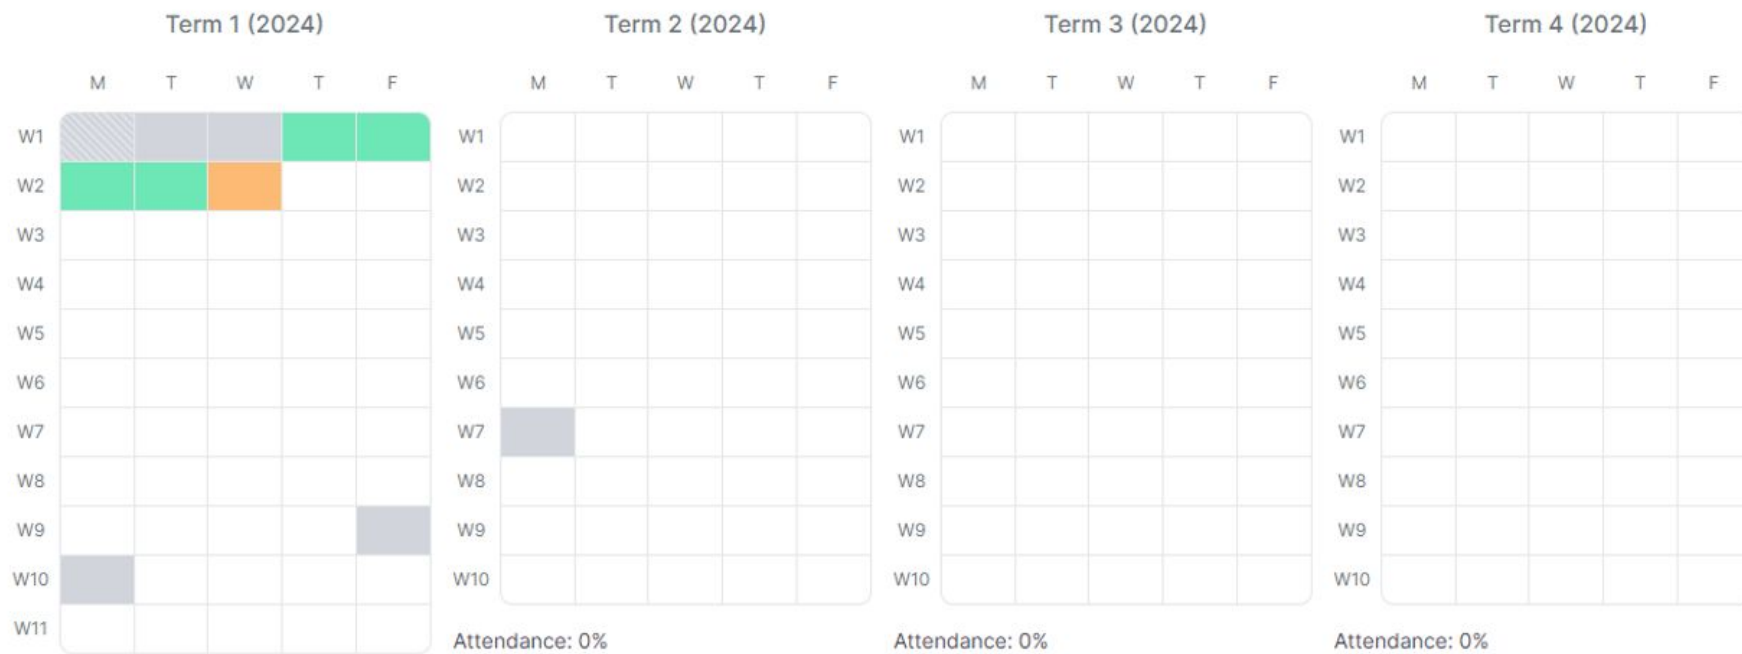 Term 1 (2024)
M T W T F
W1
W2
W3
W4
W5
W6
W7
W8
W9
W10
W11
Term 2 (2024)
M T W T F
W1
W2
W3
W4
W5
W6
W7
W8
W9
W10
Attendance: 0%
Term 3 (2024)
M T W T F
W1
W2
W3
W4
W5
W6
W7
W8
W9
W10
Attendance: 0%
Term 4 (2024)
M T W T F
W1
W2
W3
W4
W5
W6
W7
W8
W9
W10
Attendance: 0%